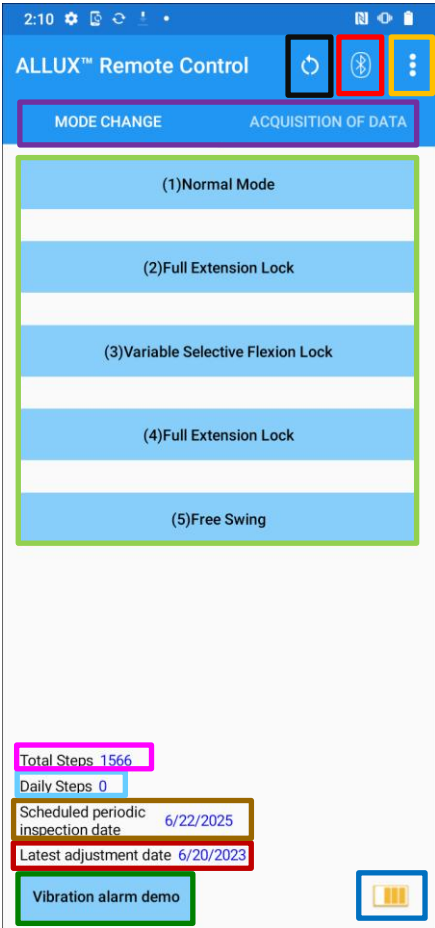 2:10
ALLUX™ Remote Control
MODE CHANGE ACQUISITION OF DATA
(1)Normal Mode
(2)Full Extension Lock
(3)Variable Selective Flexion Lock
(4)Full Extension Lock
(5)Free Swing
Total Steps 1566
Daily Steps 0
Scheduled periodic
inspection date 6/22/2025
Latest adjustment date 6/20/2023
Vibration alarm demo